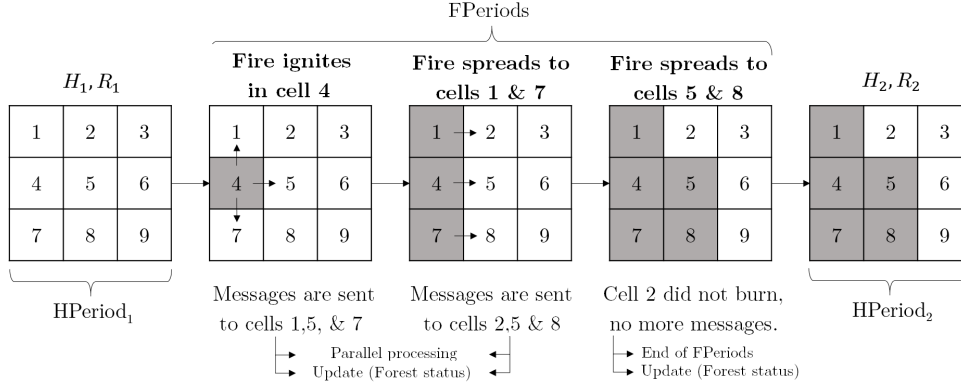 FPeriods
H1, R1
Fire ignites
in cell 4
Fire spreads to
cells 1 & 7
Fire spreads to
cells 5 & 8
H2, R2
1 2 3
4 5 6
7 8 9
1 2 3
4 5 6
7 8 9
1 2 3
4 5 6
7 8 9
1 2 3
4 5 6
7 8 9
1 2 3
4 5 6
7 8 9
HPeriod1
Messages are sent
to cells 1,5, & 7
Messages are sent
to cells 2,5 & 8
Parallel processing
Update (Forest status)
Cell 2 did not burn,
no more messages.
End of FPeriods
Update (Forest status)
HPeriod2